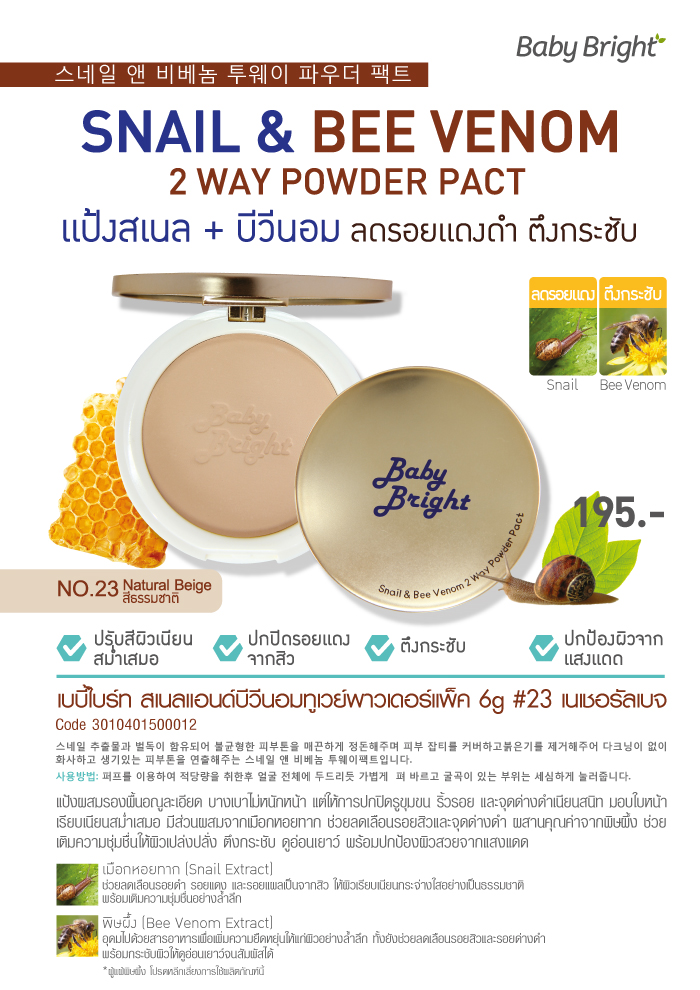 Baby Bright
스네일 앤 비베놈 투웨이 파우더 팩트
SNAIL & BEE VENOM
2 WAY POWDER PACT
แป้งสเนล + บีวีนอม ลดรอยแดงดำ ตึงกระชับ
ลดรอยแดง ตึงกระชับ
Snail Bee Venom
Baby
Bright
Baby
Bright
Snail & Bee Venom 2 Way Powder Pact
195.-
NO.23 Natural Beige
สีธรรมชาติ
ปรับสีผิวเนียน
สม่ำเสมอ
ปกปิดรอยแดง
จากสิว
ตึงกระชับ
ปกป้องผิวจาก
แสงแดด
เบบี้ไบร์ท สเนลแอนด์บีวีนอมทูเวย์พาวเดอร์แพ็ค 6g #23 เนเชอรัลเบจ
Code 3010401500012
스네일 추출물과 벌독이 함유되어 불균형한 피부톤을 매끈하게 정돈해주며 피부 잡티를 커버하고붉은기를 제거해주어 다크닝이 없이
화사하고 생기있는 피부톤을 연출해주는 스네일 앤 비베놈 투웨이팩트입니다.
사용방법: 퍼프를 이용하여 적당량을 취한후 얼굴 전체에 두드리듯 가볍게 펴 바르고 굴곡이 있는 부위는 세심하게 눌러줍니다.
แป้งผสมรองพื้นอณูละเอียด บางเบาไม่หนักหน้า แต่ให้การปกปิดรูขุมขน ริ้วรอย และจุดด่างดำเนียนสนิท มอบใบหน้า
เรียบเนียนสม่ำเสมอ มีส่วนผสมจากเมือกหอยทาก ช่วยลดเลือนรอยสิวและจุดด่างดำ ผสานคุณค่าจากพิษผึ้ง ช่วย
เติมความชุ่มชื่นให้ผิวเปล่งปลั่ง ตึงกระชับ ดูอ่อนเยาว์ พร้อมปกป้องผิวสวยจากแสงแดด
เมือกหอยทาก (Snail Extract)
ช่วยลดเลือนรอยดำ รอยแดง และรอยแผลเป็นจากสิว ให้ผิวเรียบเนียนกระจ่างใสอย่างเป็นธรรมชาติ
พร้อมเติมความชุ่มชื่นอย่างล้ำลึก
พิษผึ้ง (Bee Venom Extract)
อุดมไปด้วยสารอาหารเพื่อเพิ่มความยืดหยุ่นให้แก่ผิวอย่างล้ำลึก ทั้งยังช่วยลดเลือนรอยสิวและรอยด่างดำ
พร้อมกระชับผิวให้ดูอ่อนเยาว์จนสัมผัสได้
*ผู้แพ้พิษผึ้ง โปรดหลีกเลี่ยงการใช้ผลิตภัณฑ์นี้